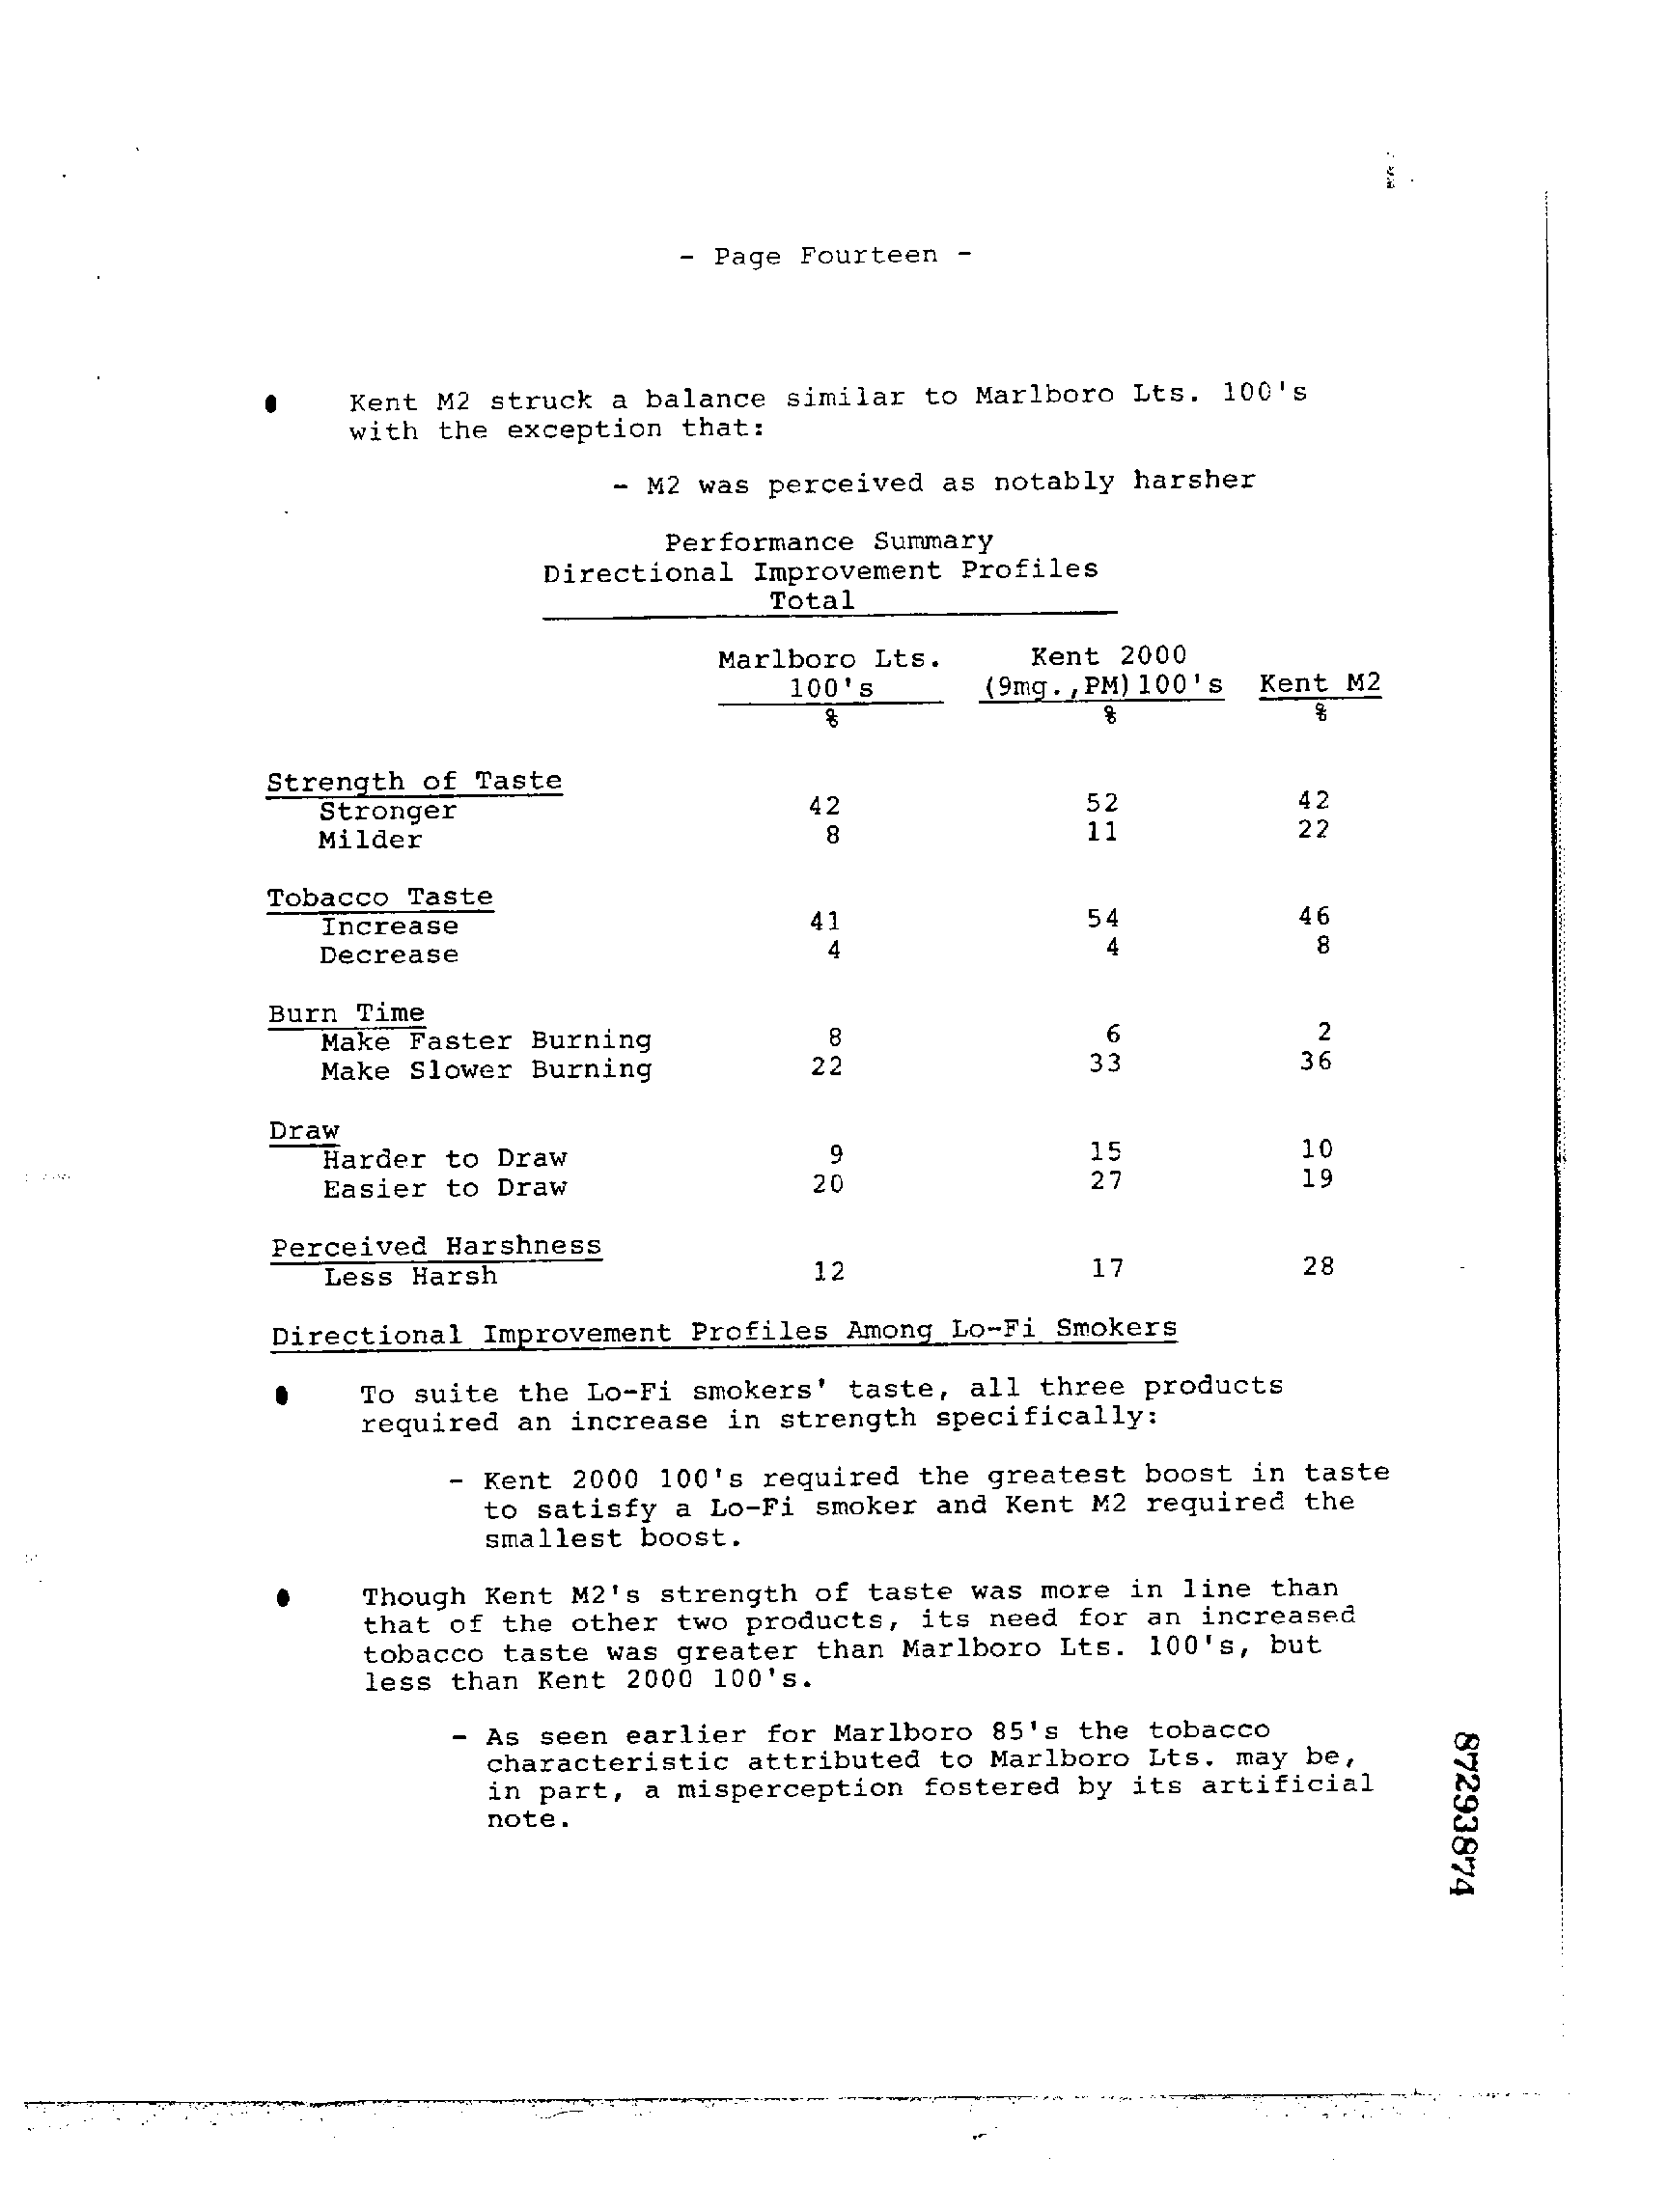 - Page Fourteen -
● Kent M2 struck a balance similar to Marlboro Lts. 100's
with the exception that:
- M2 was perceived as notably harsher
Performance Summary
Directional Improvement Profiles
Total
Marlboro Lts. Kent 2000
100's (9mg.,PM)100's Kent M2
% % %
Strength of Taste
Stronger 42 52 42
Milder 8 11 22
Tobacco Taste
Increase 41 54 46
Decrease 4 4 8
Burn Time
Make Faster Burning 8 6 2
Make Slower Burning 22 33 36
Draw
Harder to Draw 9 15 10
Easier to Draw 20 27 19
Perceived Harshness
Less Harsh 12 17 28
Directional Improvement Profiles Among Lo-Fi Smokers
● To suite the Lo-Fi smokers' taste, all three products
required an increase in strength specifically:
- Kent 2000 100's required the greatest boost in taste
to satisfy a Lo-Fi smoker and Kent M2 required the
smallest boost.
● Though Kent M2's strength of taste was more in line than
that of the other two products, its need for an increased
tobacco taste was greater than Marlboro Lts. 100's, but
less than Kent 2000 100's.
- As seen earlier for Marlboro 85's the tobacco
characteristic attributed to Marlboro Lts. may be,
in part, a misperception fostered by its artificial
note.
87293874